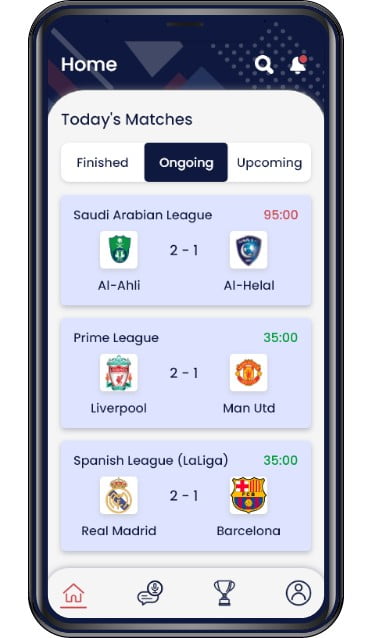 Home
Today's Matches
Finished Ongoing Upcoming
Saudi Arabian League 95:00
2 - 1
Al-Ahli Al-Helal
Prime League 35:00
2 - 1
Liverpool Man Utd
Spanish League (LaLiga) 35:00
2 - 1
FCB
Real Madrid Barcelona